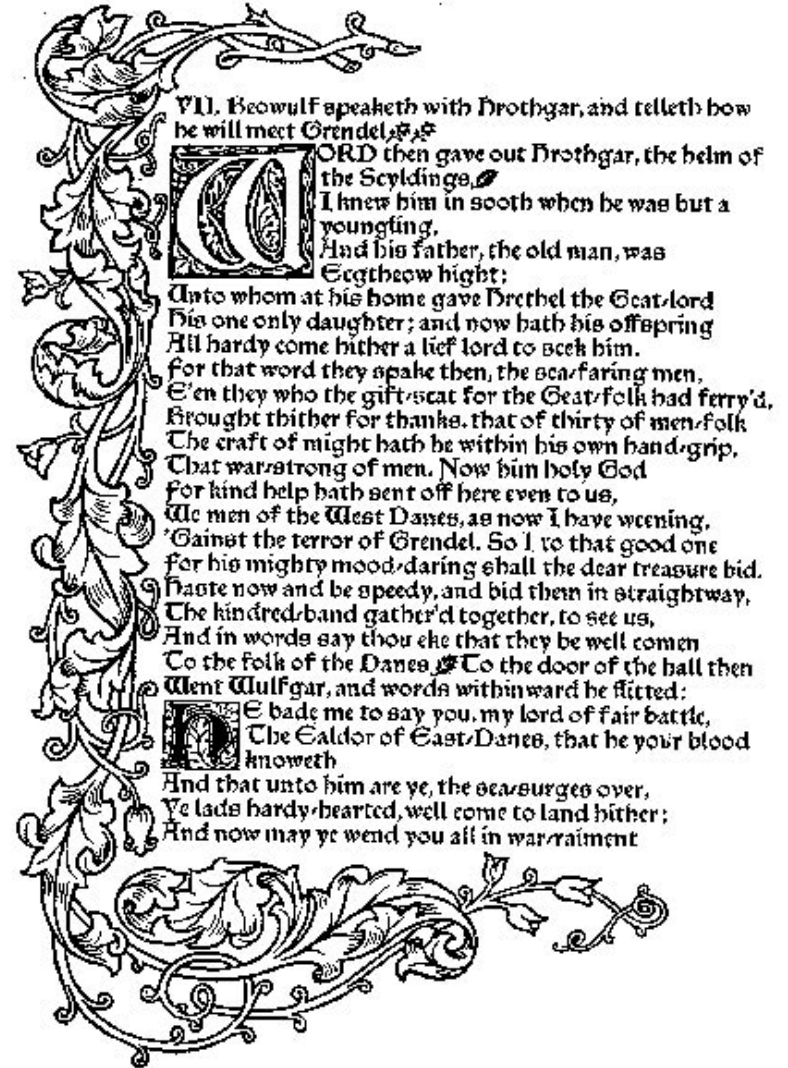 VII. Beowulf speaketh with Hrothgar, and telleth how
he will meet Grendel
WORD then gave out Hrothgar, the helm of
the Scyldings,
I knew him in sooth when he was but a
youngling,
And his father, the old man, was
Ecgtheow hight;
Unto whom at his home gave Hrethel the Geat-lord
His one only daughter; and now hath his offspring
All hardy come hither a lief lord to seek him.
For that word they spake then, the sea-faring men,
E'en they who the gift-seat for the Geat-folk had ferry'd,
Brought thither for thanks, that of thirty of men-folk
The craft of might hath he within his own hand-grip,
That war-strong of men. Now him holy God
For kind help hath sent off here even to us,
We men of the West Danes, as now I have weening,
'Gainst the terror of Grendel. So I to that good one
For his mighty mood-daring shall the dear treasure bid.
Haste now and be speedy, and bid them in straightway,
The kindred-band gather'd together, to see us,
And in words say thou eke that they be well comen
To the folk of the Danes. To the door of the hall then
Went Wulfgar, and words withinward he flitted:
HE bade me to say you, my lord of fair battle,
The Ealdor of East-Danes, that he your blood
knoweth
And that unto him are ye, the sea-surges over,
Ye lads hardy-hearted, well come to land hither;
And now may ye wend you all in war-raiment